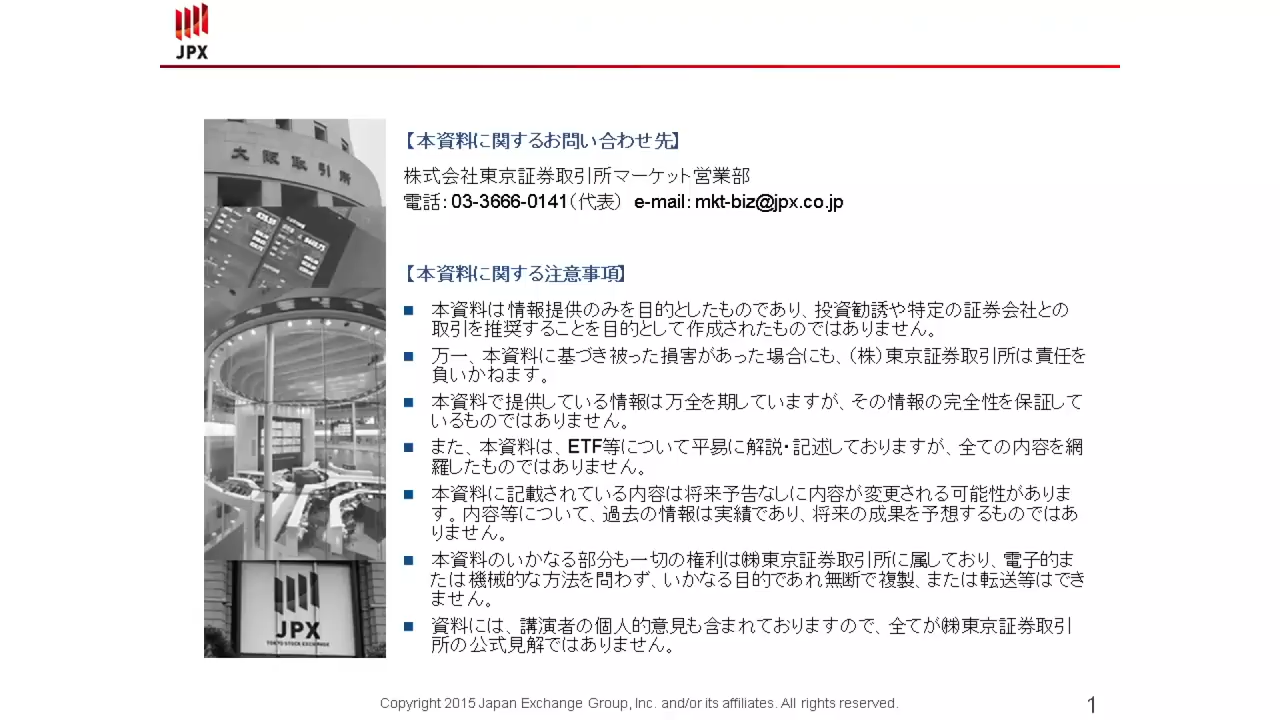 JPX
大阪取引所
【本資料に関するお問い合わせ先】
株式会社東京証券取引所マーケット営業部
電話：03-3666-0141（代表） e-mail：mkt-biz@jpx.co.jp
【本資料に関する注意事項】
■ 本資料は情報提供のみを目的としたものであり、投資勧誘や特定の証券会社との
取引を推奨することを目的として作成されたものではありません。
■ 万一、本資料に基づき被った損害があった場合にも、（株）東京証券取引所は責任を
負いかねます。
■ 本資料で提供している情報は万全を期していますが、その情報の完全性を保証して
いるものではありません。
■ また、本資料は、ETF等について平易に解説・記述しておりますが、全ての内容を網
羅したものではありません。
■ 本資料に記載されている内容は将来予告なしに内容が変更される可能性がありま
す。内容等について、過去の情報は実績であり、将来の成果を予想するものではあ
りません。
■ 本資料のいかなる部分も一切の権利は㈱東京証券取引所に属しており、電子的ま
たは機械的な方法を問わず、いかなる目的であれ無断で複製、または転送等はでき
ません。
■ 資料には、講演者の個人的意見も含まれておりますので、全てが㈱東京証券取引
所の公式見解ではありません。
JPX
TOKYO STOCK EXCHANGE
Copyright 2015 Japan Exchange Group, Inc. and/or its affiliates. All rights reserved.
1